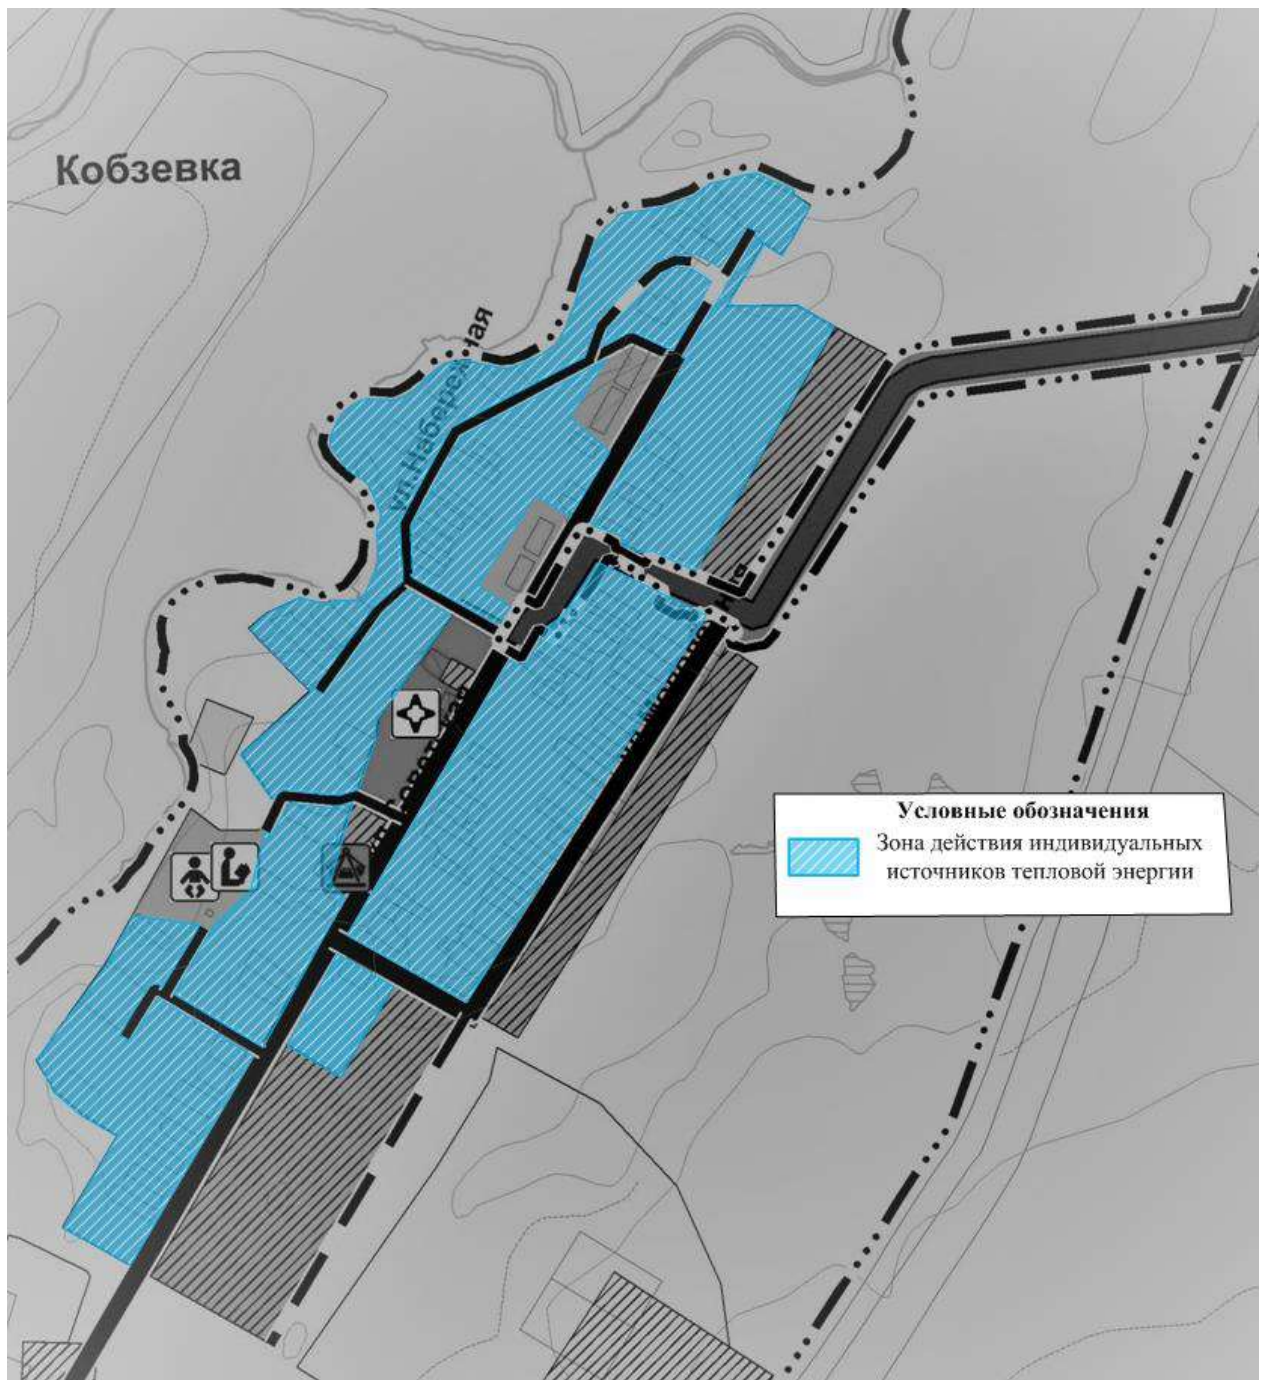 Кобзевка
ул.Набережная
Условные обозначения
Зона действия индивидуальных
источников тепловой энергии